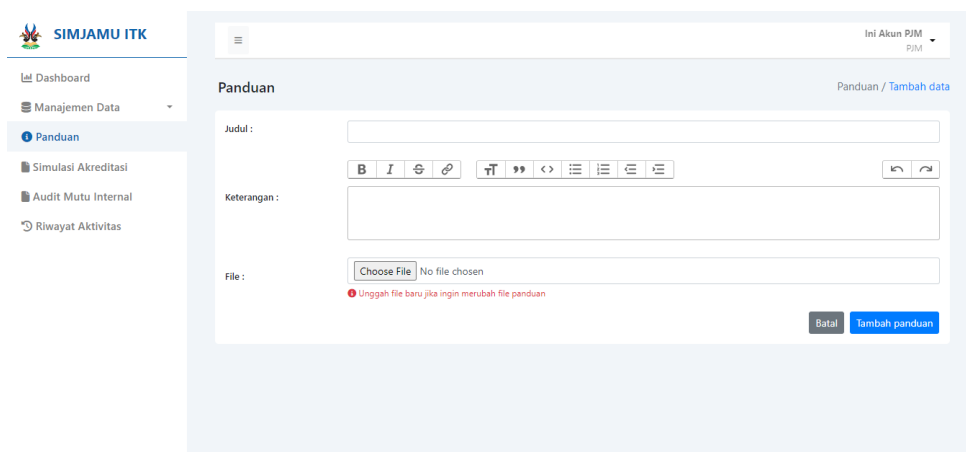 SIMJAMU ITK
Ini Akun PJM
PJM
Dashboard
Manajemen Data
Panduan
Simulasi Akreditasi
Audit Mutu Internal
Riwayat Aktivitas
Panduan
Panduan / Tambah data
Judul :
Keterangan :
File :
Choose File No file chosen
Unggah file baru jika ingin merubah file panduan
Batal
Tambah panduan